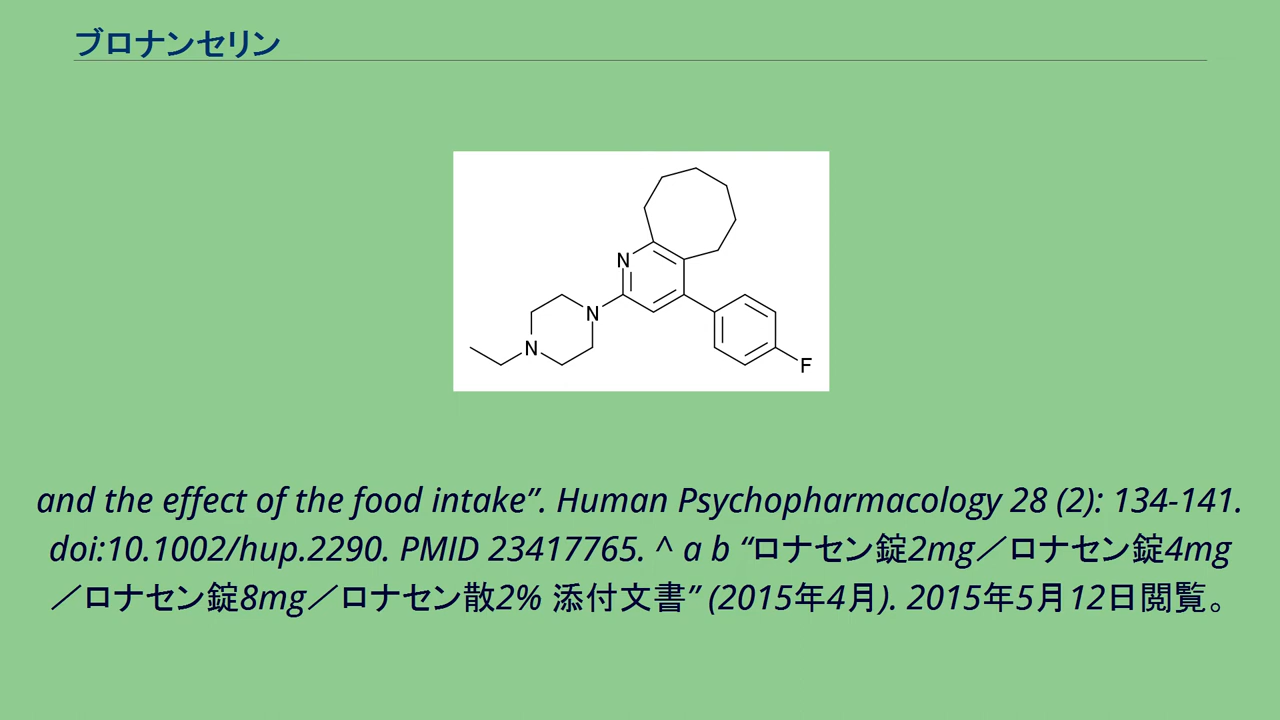 ブロナンセリン
N
N
N
F
and the effect of the food intake”. Human Psychopharmacology 28 (2): 134-141.
doi:10.1002/hup.2290. PMID 23417765. ^ a b “ロナセン錠2mg／ロナセン錠4mg
／ロナセン錠8mg／ロナセン散2% 添付文書” (2015年4月). 2015年5月12日閲覧。